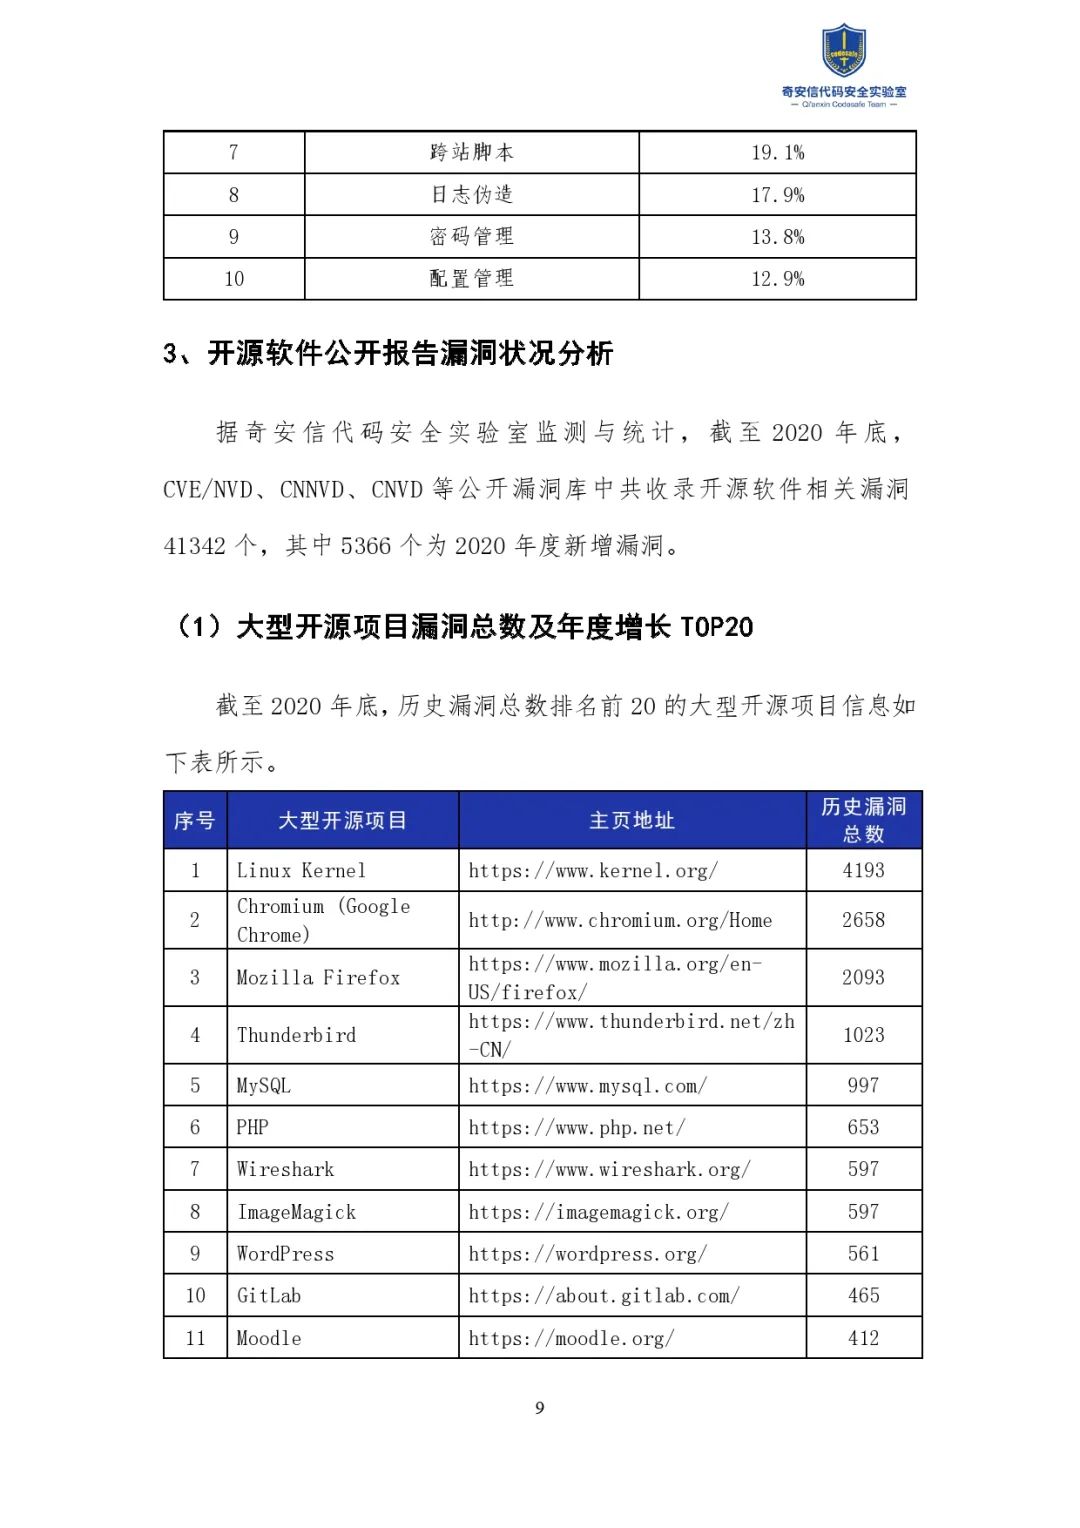 codesafe
奇安信代码安全实验室
— Qi'anxin Codesafe Team —
7 跨站脚本 19.1%
8 日志伪造 17.9%
9 密码管理 13.8%
10 配置管理 12.9%
3、开源软件公开报告漏洞状况分析
据奇安信代码安全实验室监测与统计，截至 2020 年底，
CVE/NVD、CNNVD、CNVD 等公开漏洞库中共收录开源软件相关漏洞
41342 个，其中 5366 个为 2020 年度新增漏洞。
（1）大型开源项目漏洞总数及年度增长 TOP20
截至 2020 年底，历史漏洞总数排名前 20 的大型开源项目信息如
下表所示。
序号 大型开源项目 主页地址 历史漏洞
总数
1 Linux Kernel https://www.kernel.org/ 4193
2 Chromium (Google
Chrome) http://www.chromium.org/Home 2658
3 Mozilla Firefox https://www.mozilla.org/en-
US/firefox/ 2093
4 Thunderbird https://www.thunderbird.net/zh
-CN/ 1023
5 MySQL https://www.mysql.com/ 997
6 PHP https://www.php.net/ 653
7 Wireshark https://www.wireshark.org/ 597
8 ImageMagick https://imagemagick.org/ 597
9 WordPress https://wordpress.org/ 561
10 GitLab https://about.gitlab.com/ 465
11 Moodle https://moodle.org/ 412
9